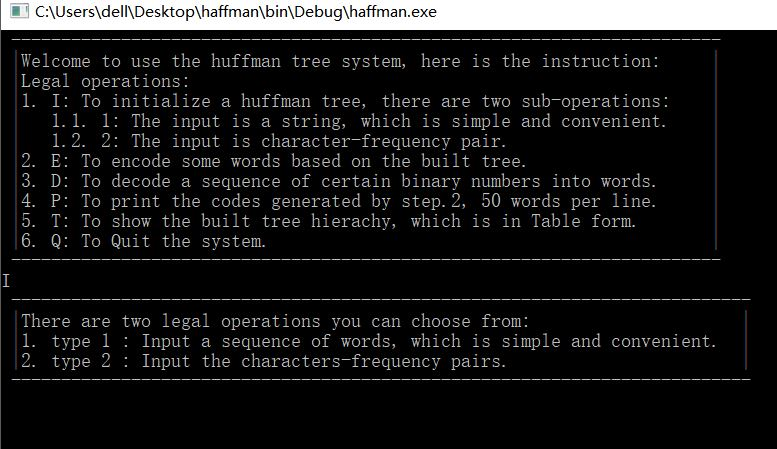 C:\Users\dell\Desktop\haffman\bin\Debug\haffman.exe
Welcome to use the huffman tree system, here is the instruction:
Legal operations:
1. I: To initialize a huffman tree, there are two sub-operations:
1.1. 1: The input is a string, which is simple and convenient.
1.2. 2: The input is character-frequency pair.
2. E: To encode some words based on the built tree.
3. D: To decode a sequence of certain binary numbers into words.
4. P: To print the codes generated by step.2, 50 words per line.
5. T: To show the built tree hierachy, which is in Table form.
6. Q: To Quit the system.
I
There are two legal operations you can choose from:
1. type 1 : Input a sequence of words, which is simple and convenient.
2. type 2 : Input the characters-frequency pairs.